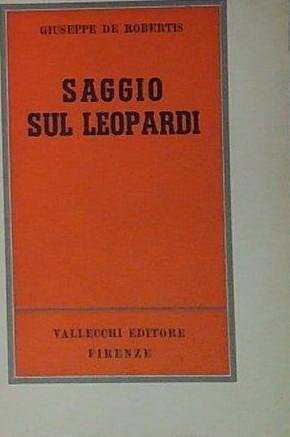 GIUSEPPE DE ROBERTIS
SAGGIO
SUL LEOPARDI
VALLECCHI EDITORE
FIRENZE